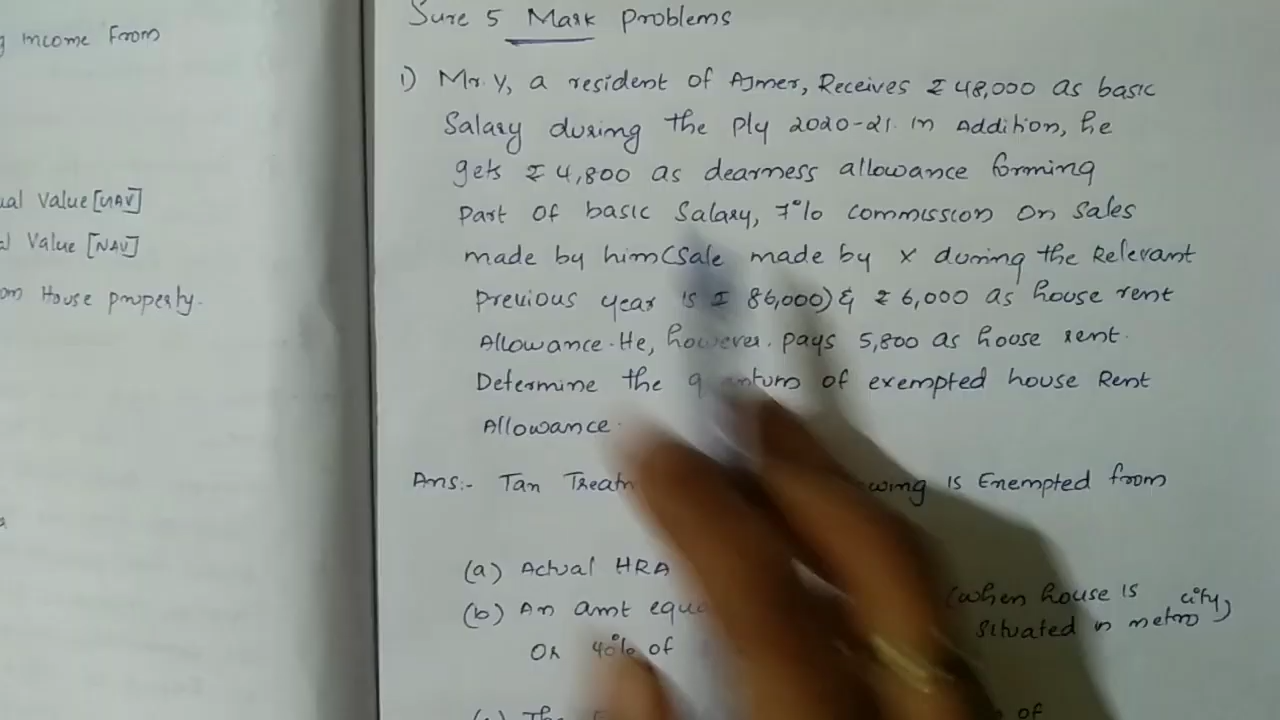 g Income From
ual Value [GAV]
al Value [NAV]
om House property.
Sure 5 Mark Problems
1) Mr. Y, a resident of Ajmer, Receives ₹ 48,000 as basic
Salary during the Ply 2020-21. In Addition, he
gets ₹ 4,800 as dearness allowance forming
Part of basic Salary, 7% commission on sales
made by him (Sale made by X during the Relevant
Previous year is ₹ 86,000) & ₹ 6,000 as house rent
Allowance. He, however. pays 5,800 as house rent.
Determine the of exempted house Rent
Allowance.
Ans:- Tan is Enempted from
(a) Actual HRA
(b) An amt (when house is situated in metro city)
OR 40% of
of